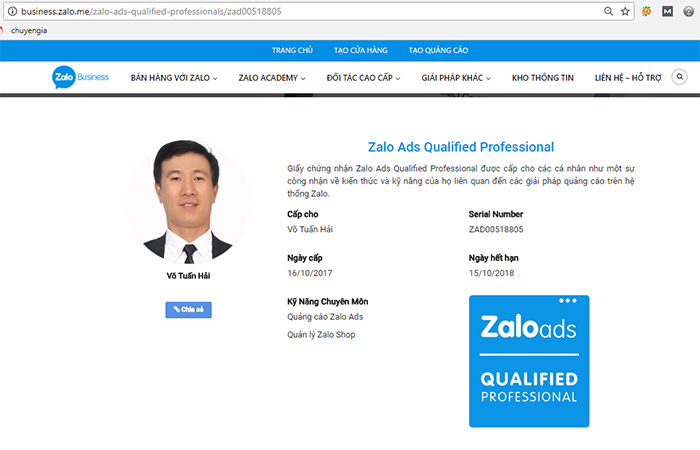 business.zalo.me/zalo-ads-qualified-professionals/zad00518805
chuyengia
TRANG CHỦ TẠO CỬA HÀNG TẠO QUẢNG CÁO
Zalo Business BÁN HÀNG VỚI ZALO ZALO ACADEMY ĐỐI TÁC CAO CẤP GIẢI PHÁP KHÁC KHO THÔNG TIN LIÊN HỆ – HỖ TRỢ
Zalo Ads Qualified Professional
Giấy chứng nhận Zalo Ads Qualified Professional được cấp cho các cá nhân như một sự
công nhận về kiến thức và kỹ năng của họ liên quan đến các giải pháp quảng cáo trên hệ
thống Zalo.
Cấp cho Serial Number
Võ Tuấn Hải ZAD00518805
Ngày cấp Ngày hết hạn
16/10/2017 15/10/2018
Võ Tuấn Hải
Chia sẻ
Kỹ Năng Chuyên Môn
Quảng cáo Zalo Ads
Quản lý Zalo Shop
Zalo ads
QUALIFIED
PROFESSIONAL